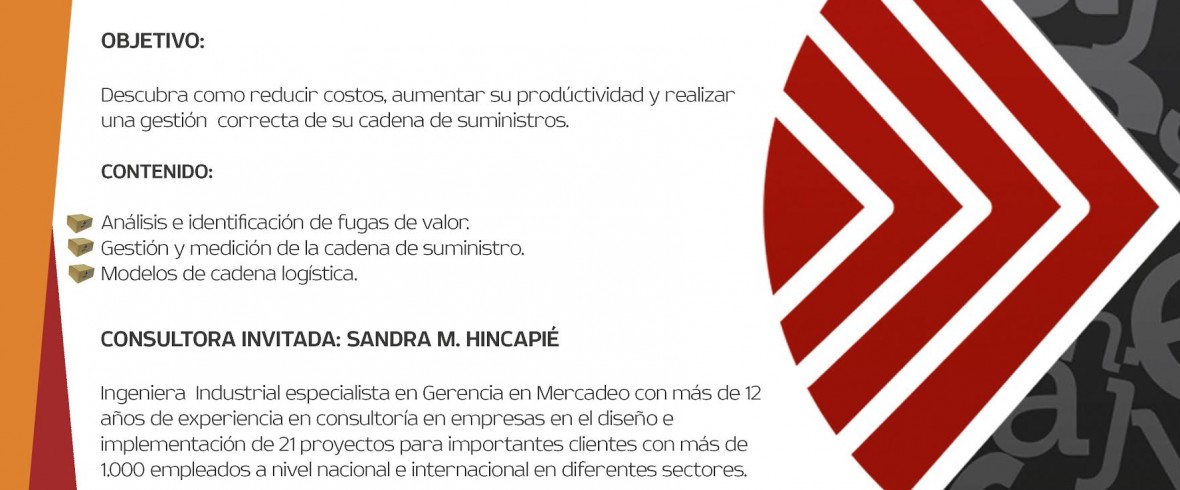 OBJETIVO:
Descubra como reducir costos, aumentar su prodúctividad y realizar
una gestión correcta de su cadena de suministros.
CONTENIDO:
Análisis e identificación de fugas de valor.
Gestión y medición de la cadena de suministro.
Modelos de cadena logística.
CONSULTORA INVITADA: SANDRA M. HINCAPIÉ
Ingeniera Industrial especialista en Gerencia en Mercadeo con más de 12
años de experiencia en consultoría en empresas en el diseño e
implementación de 21 proyectos para importantes clientes con más de
1.000 empleados a nivel nacional e internacional en diferentes sectores.